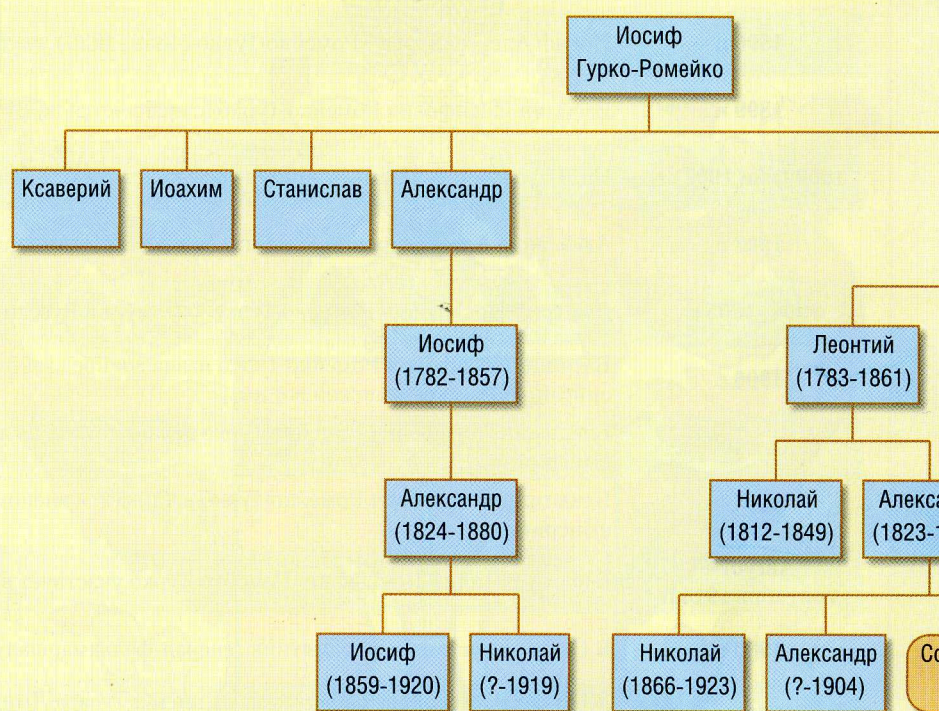 Иосиф
Гурко-Ромейко
Ксаверий
Иоахим
Станислав
Александр
Иосиф
(1782-1857)
Леонтий
(1783-1861)
Александр
(1824-1880)
Николай
(1812-1849)
Иосиф
(1859-1920)
Николай
(?-1919)
Николай
(1866-1923)
Александр
(?-1904)